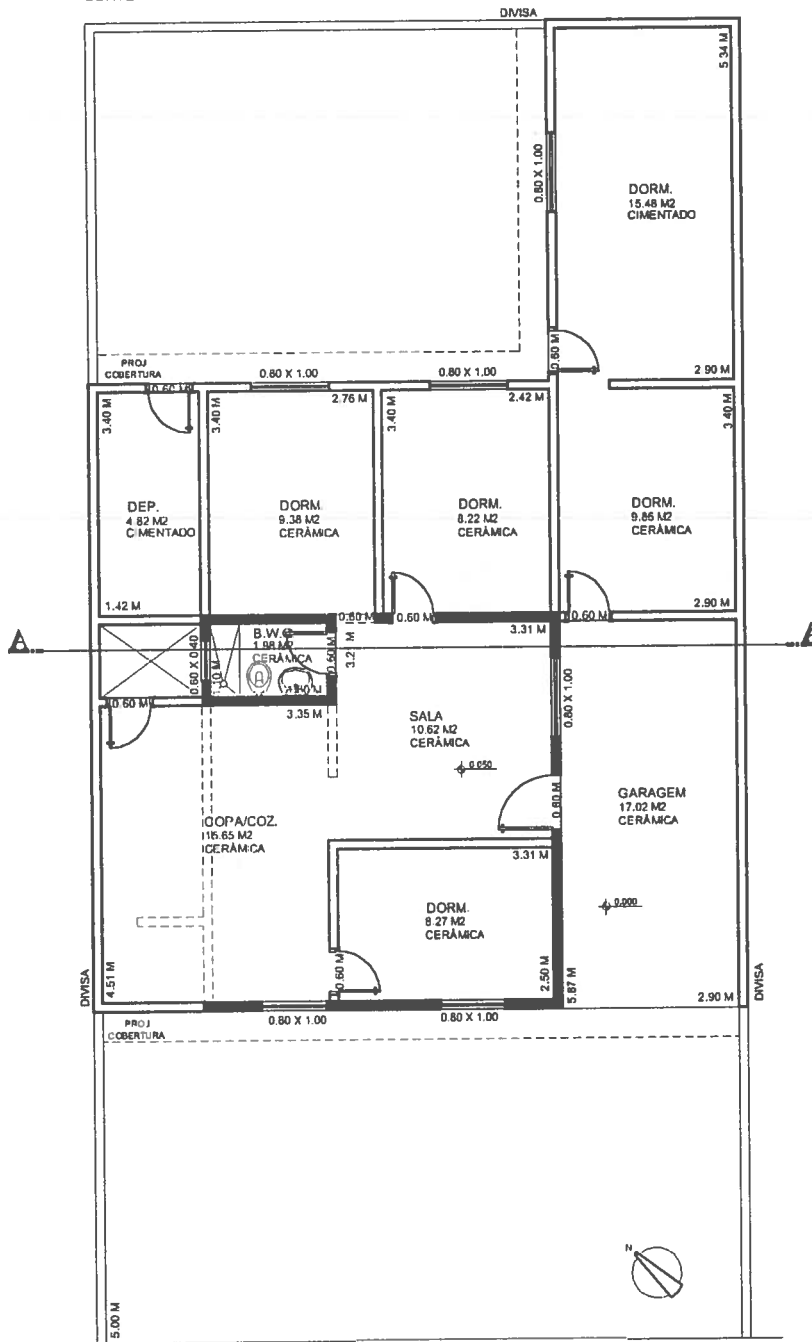 DIVISA
5.34 M
0.80 X 1.00
DORM.
15.48 M2
CIMENTADO
0.60 M
2.90 M
PROJ
COBERTURA
0.80 X 1.00
0.80 X 1.00
0.60 M
3.40 M
3.40 M
2.76 M
3.40 M
2.42 M
3.40 M
DEP.
4.82 M2
CIMENTADO
DORM.
9.38 M2
CERÂMICA
DORM.
8.22 M2
CERÂMICA
DORM.
9.86 M2
CERÂMICA
1.42 M
2.90 M
0.60 M
0.60 M
0.60 M
A
B.W.C
1.98 M2
CERÂMICA
0.60 X 0.40
0.60 M
3.31 M
A
0.60 M
3.35 M
0.80 X 1.00
SALA
10.62 M2
CERÂMICA
0.050
COPA/COZ.
15.65 M2
CERÂMICA
0.60 M
GARAGEM
17.02 M2
CERÂMICA
3.31 M
DORM.
8.27 M2
CERÂMICA
0.000
0.60 M
2.50 M
5.87 M
4.51 M
2.90 M
DIVISA
DIVISA
PROJ
COBERTURA
0.80 X 1.00
0.80 X 1.00
N
5.00 M